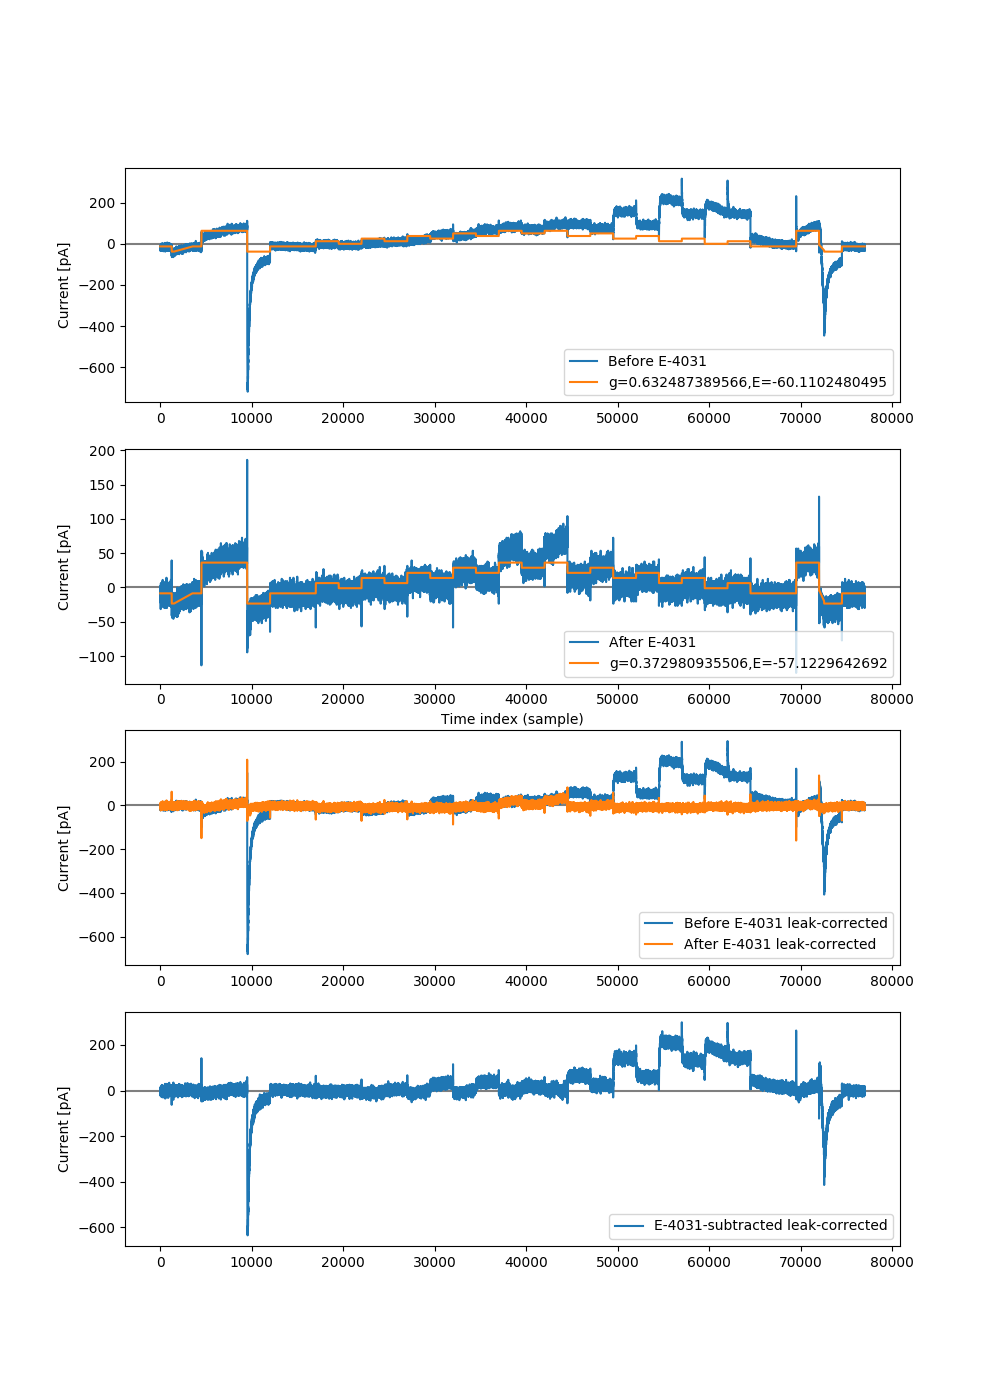 200
0
−200
−400
−600
Current [pA]
Before E-4031
g=0.632487389566,E=-60.1102480495
0 10000 20000 30000 40000 50000 60000 70000 80000
200
150
100
50
0
−50
−100
Current [pA]
After E-4031
g=0.372980935506,E=-57.1229642692
0 10000 20000 30000 40000 50000 60000 70000 80000
Time index (sample)
200
0
−200
−400
−600
Current [pA]
Before E-4031 leak-corrected
After E-4031 leak-corrected
0 10000 20000 30000 40000 50000 60000 70000 80000
200
0
−200
−400
−600
Current [pA]
E-4031-subtracted leak-corrected
0 10000 20000 30000 40000 50000 60000 70000 80000